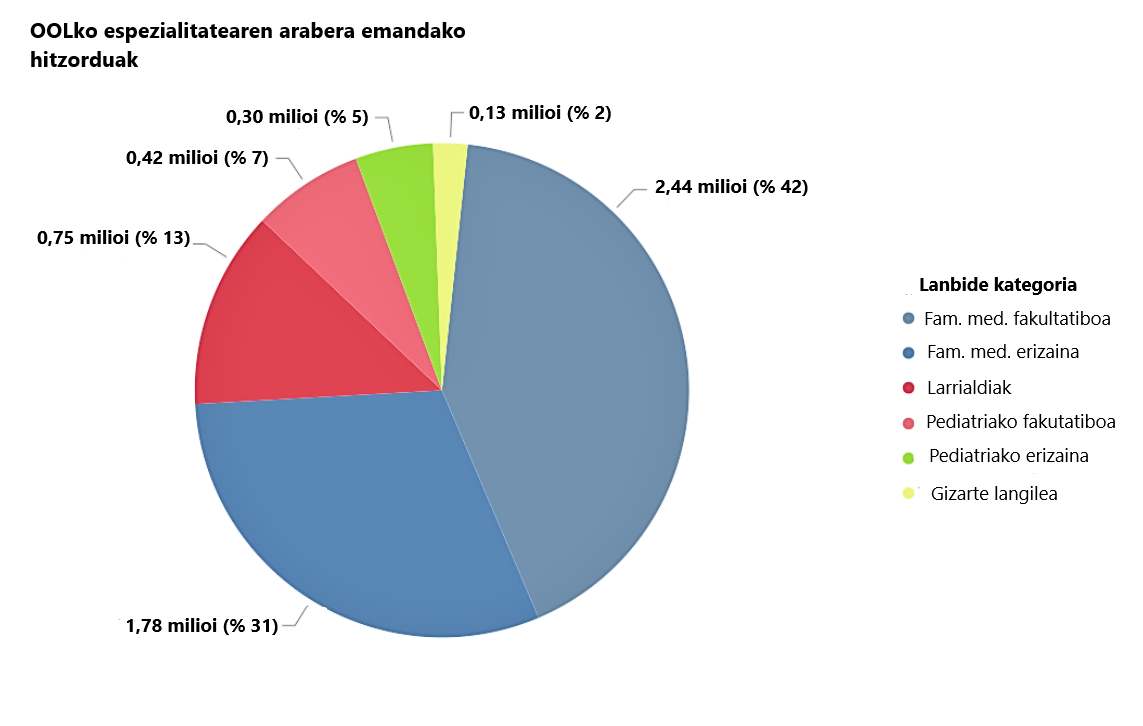 OOLko espezialitatearen arabera emandako
hitzorduak
0,30 milioi (% 5)
0,13 milioi (% 2)
0,42 milioi (% 7)
2,44 milioi (% 42)
0,75 milioi (% 13)
1,78 milioi (% 31)
Lanbide kategoria
Fam. med. fakultatiboa
Fam. med. erizaina
Larrialdiak
Pediatriako fakutatiboa
Pediatriako erizaina
Gizarte langilea